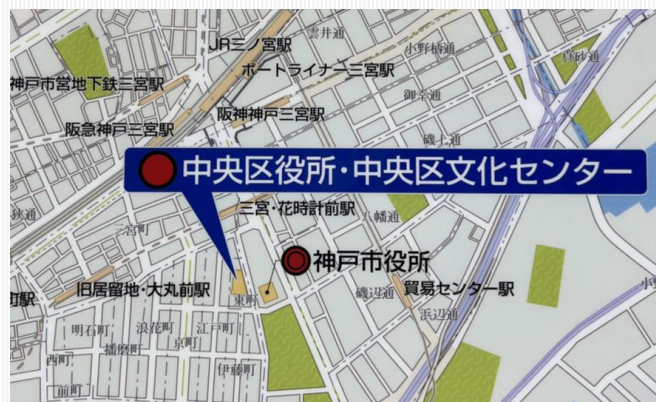 JR三ノ宮駅
雲井通
小野柄通
真砂通
ポートライナー三宮駅
神戸市営地下鉄三宮駅
御幸通
阪神神戸三宮駅
阪急神戸三宮駅
磯上通
中央区役所・中央区文化センター
三宮・花時計前駅
八幡通
三宮町
神戸市役所
旧居留地・大丸前駅
東町
磯辺通
貿易センター駅
浜辺通
明石町
浪花町
江戸町
播磨町
京町
西町
伊藤町
前町